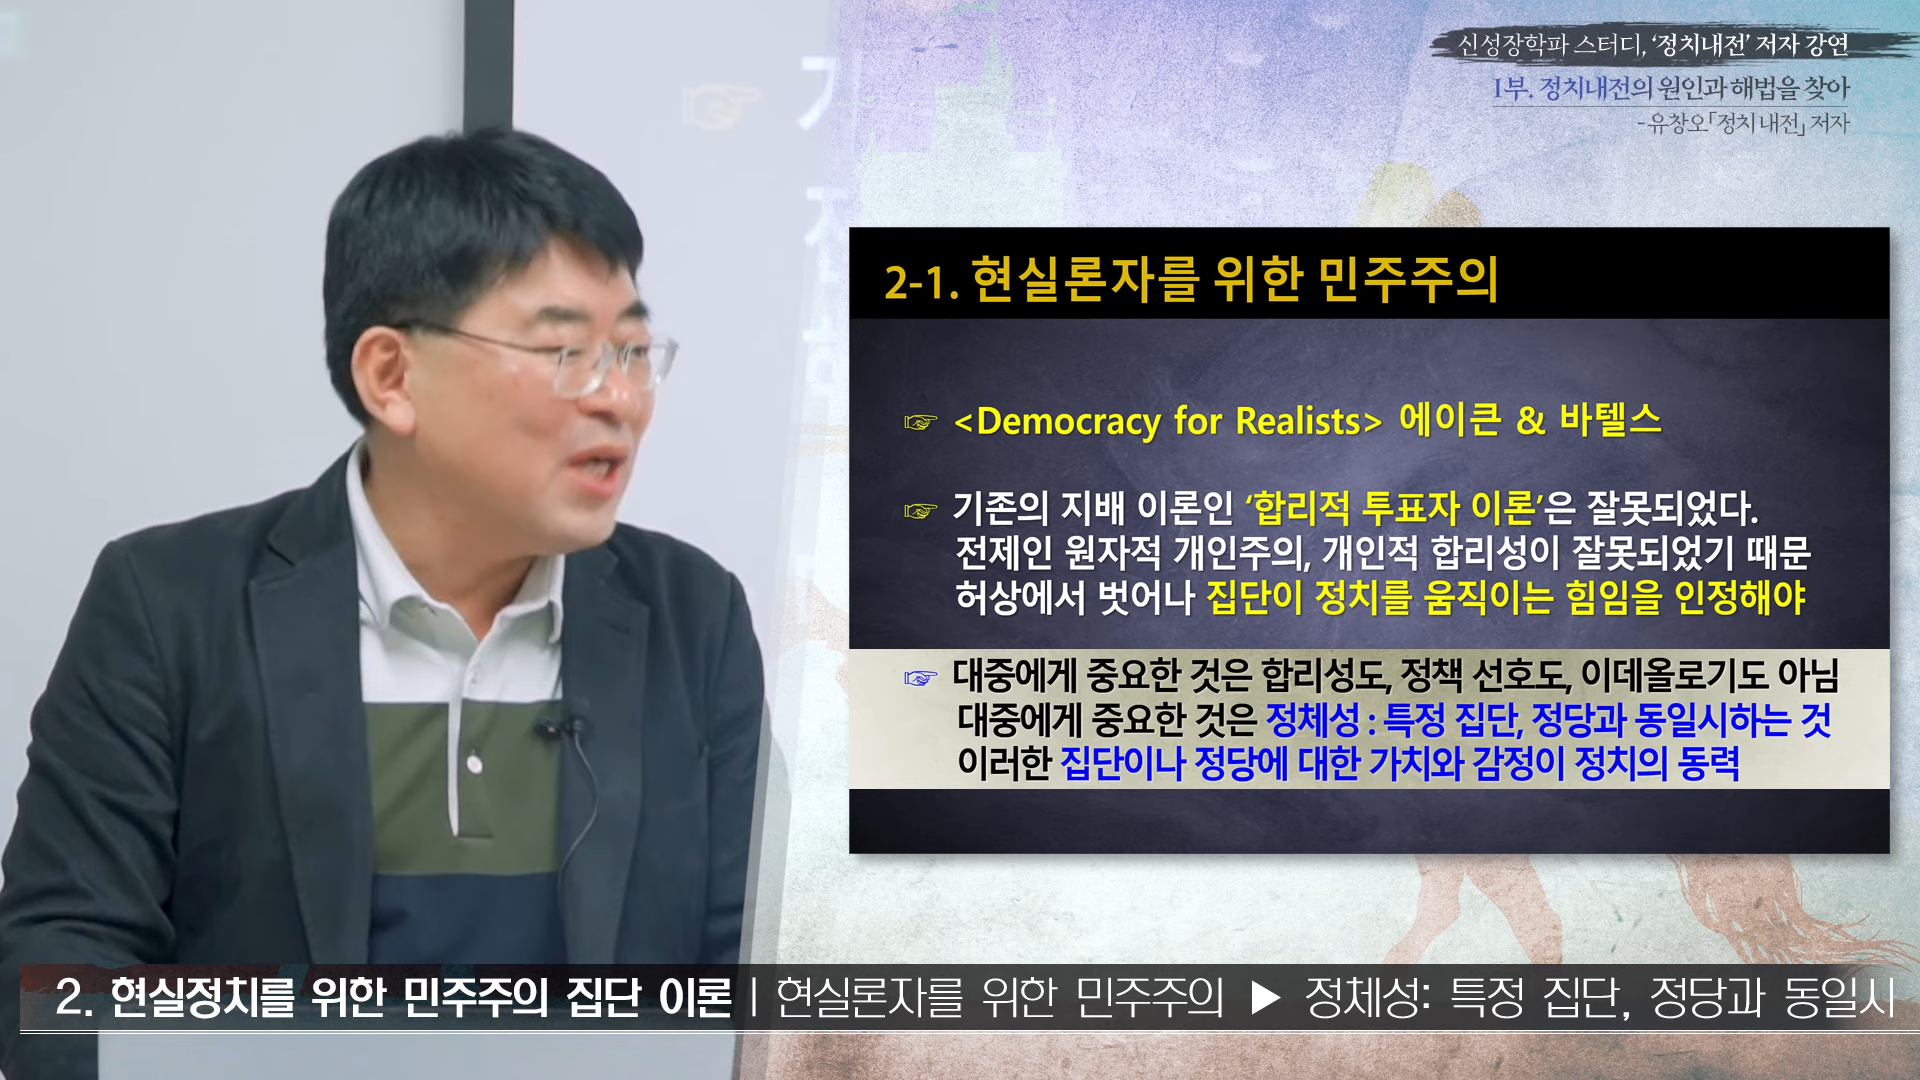 신성장학파 스터디, ‘정치내전’ 저자 강연
1부. 정치내전의 원인과 해법을 찾아
-유창오「정치 내전」 저자
2-1. 현실론자를 위한 민주주의
☞ <Democracy for Realists> 에이큰 & 바텔스
☞ 기존의 지배 이론인 ‘합리적 투표자 이론’은 잘못되었다.
전제인 원자적 개인주의, 개인적 합리성이 잘못되었기 때문
허상에서 벗어나 집단이 정치를 움직이는 힘임을 인정해야
☞ 대중에게 중요한 것은 합리성도, 정책 선호도, 이데올로기도 아님
대중에게 중요한 것은 정체성 : 특정 집단, 정당과 동일시하는 것
이러한 집단이나 정당에 대한 가치와 감정이 정치의 동력
2. 현실정치를 위한 민주주의 집단 이론 | 현실론자를 위한 민주주의 ▶ 정체성: 특정 집단, 정당과 동일시